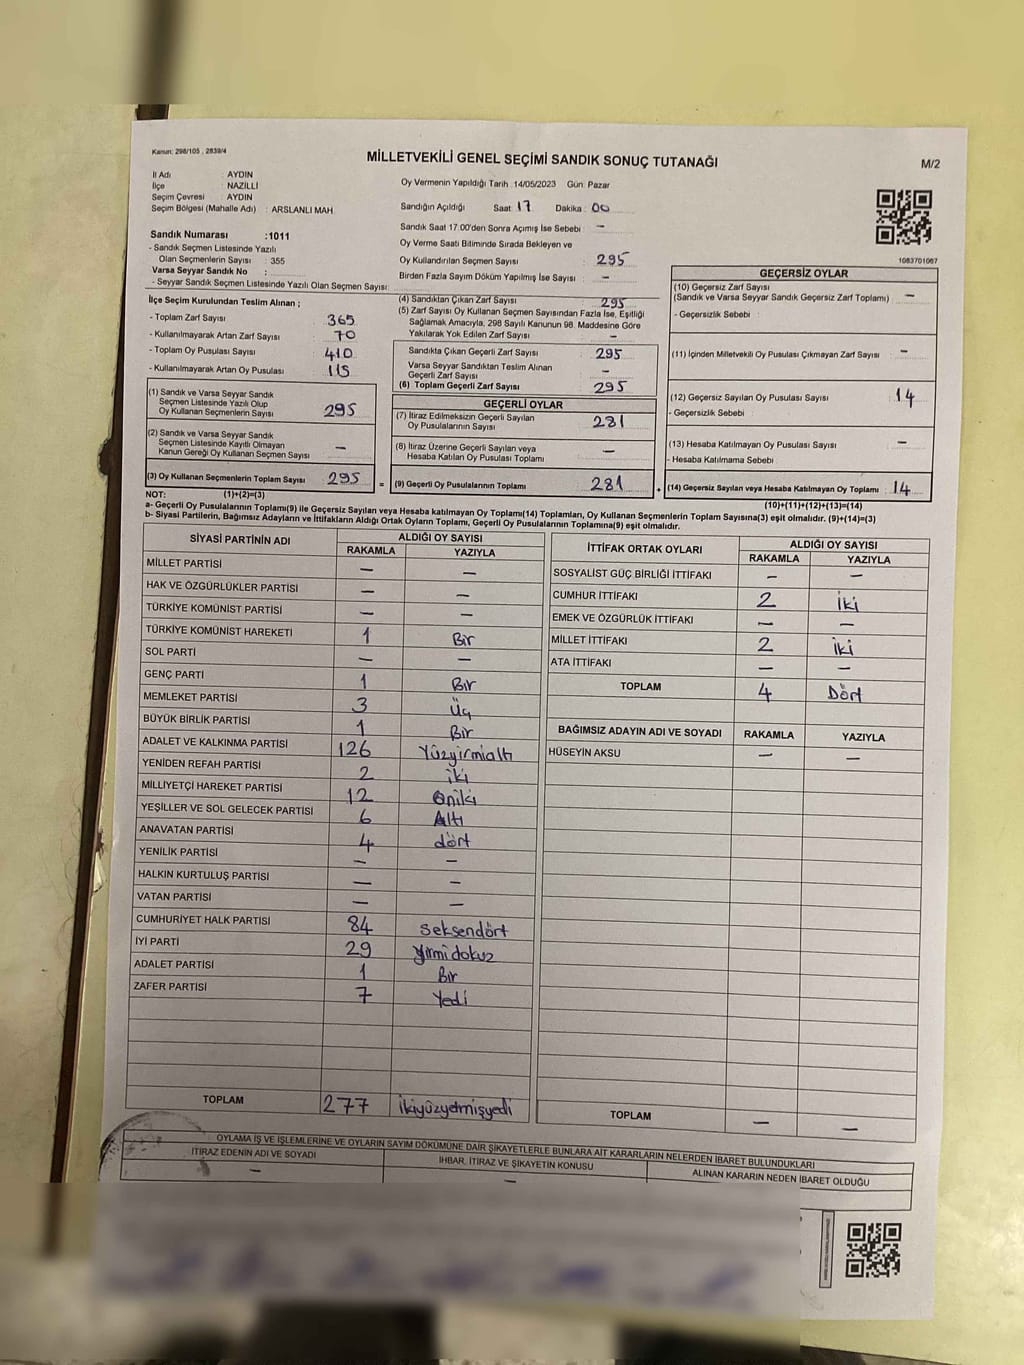 Kanun: 298/105 , 2839/4
MİLLETVEKİLİ GENEL SEÇİMİ SANDIK SONUÇ TUTANAĞI
M/2
İl Adı : AYDIN
İlçe : NAZİLLİ
Seçim Çevresi : AYDIN
Seçim Bölgesi (Mahalle Adı) : ARSLANLI MAH
Oy Vermenin Yapıldığı Tarih :14/05/2023 Gün: Pazar
Sandığın Açıldığı Saat: 17 Dakika : 00
Sandık Saat 17:00'den Sonra Açımış İse Sebebi : —
Oy Verme Saati Bitiminde Sırada Bekleyen ve
Oy Kullandırılan Seçmen Sayısı : 295
Birden Fazla Sayım Döküm Yapılmış İse Sayısı : —
Sandık Numarası :1011
- Sandık Seçmen Listesinde Yazılı
Olan Seçmenlerin Sayısı : 355
Varsa Seyyar Sandık No :
- Seyyar Sandık Seçmen Listesinde Yazılı Olan Seçmen Sayısı:
1083701067
İlçe Seçim Kurulundan Teslim Alınan ;
- Toplam Zarf Sayısı : 365
- Kullanılmayarak Artan Zarf Sayısı : 70
- Toplam Oy Pusulası Sayısı : 410
- Kullanılmayarak Artan Oy Pusulası : 115
(1) Sandık ve Varsa Seyyar Sandık
Seçmen Listesinde Yazılı Olup
Oy Kullanan Seçmenlerin Sayısı 295
(2) Sandık ve Varsa Seyyar Sandık
Seçmen Listesinde Kayıtlı Olmayan
Kanun Gereği Oy Kullanan Seçmen Sayısı —
(3) Oy Kullanan Seçmenlerin Toplam Sayısı 295
(4) Sandıktan Çıkan Zarf Sayısı : 295
(5) Zarf Sayısı Oy Kullanan Seçmen Sayısından Fazla İse, Eşitliği
Sağlamak Amacıyla, 298 Sayılı Kanunun 98. Maddesine Göre
Yakılarak Yok Edilen Zarf Sayısı : —
Sandıkta Çıkan Geçerli Zarf Sayısı : 295
Varsa Seyyar Sandıktan Teslim Alınan
Geçerli Zarf Sayısı : —
(6) Toplam Geçerli Zarf Sayısı : 295
GEÇERLİ OYLAR
(7) İtiraz Edilmeksizin Geçerli Sayılan
Oy Pusulalarının Sayısı 281
(8) İtiraz Üzerine Geçerli Sayılan veya
Hesaba Katılan Oy Pusulası Toplamı —
= (9) Geçerli Oy Pusulalarının Toplamı 281 +
GEÇERSİZ OYLAR
(10) Geçersiz Zarf Sayısı
(Sandık ve Varsa Seyyar Sandık Geçersiz Zarf Toplamı) : —
- Geçersizlik Sebebi :
(11) İçinden Milletvekili Oy Pusulası Çıkmayan Zarf Sayısı : —
(12) Geçersiz Sayılan Oy Pusulası Sayısı : 14
- Geçersizlik Sebebi :
(13) Hesaba Katılmayan Oy Pusulası Sayısı : —
- Hesaba Katılmama Sebebi :
(14) Geçersiz Sayılan veya Hesaba Katılmayan Oy Toplamı : 14
NOT: (1)+(2)=(3) (10)+(11)+(12)+(13)=(14)
a- Geçerli Oy Pusulalarının Toplamı(9) ile Geçersiz Sayılan veya Hesaba katılmayan Oy Toplamı(14) Toplamları, Oy Kullanan Seçmenlerin Toplam Sayısına(3) eşit olmalıdır. (9)+(14)=(3)
b- Siyasi Partilerin, Bağımsız Adayların ve İttifakların Aldığı Ortak Oyların Toplamı, Geçerli Oy Pusulalarının Toplamına(9) eşit olmalıdır.
SİYASİ PARTİNİN ADI ALDIĞI OY SAYISI
RAKAMLA YAZIYLA
MİLLET PARTİSİ — —
HAK VE ÖZGÜRLÜKLER PARTİSİ — —
TÜRKİYE KOMÜNİST PARTİSİ — —
TÜRKİYE KOMÜNİST HAREKETİ 1 Bir
SOL PARTİ — —
GENÇ PARTİ 1 Bir
MEMLEKET PARTİSİ 3 Üç
BÜYÜK BİRLİK PARTİSİ 1 Bir
ADALET VE KALKINMA PARTİSİ 126 Yüzyirmialtı
YENİDEN REFAH PARTİSİ 2 iki
MİLLİYETÇİ HAREKET PARTİSİ 12 Oniki
YEŞİLLER VE SOL GELECEK PARTİSİ 6 Altı
ANAVATAN PARTİSİ 4 dört
YENİLİK PARTİSİ — —
HALKIN KURTULUŞ PARTİSİ — —
VATAN PARTİSİ — —
CUMHURİYET HALK PARTİSİ 84 seksendört
İYİ PARTİ 29 yirmidokuz
ADALET PARTİSİ 1 Bir
ZAFER PARTİSİ 7 Yedi
TOPLAM 277 ikiyüzyetmişyedi
İTTİFAK ORTAK OYLARI ALDIĞI OY SAYISI
RAKAMLA YAZIYLA
SOSYALİST GÜÇ BİRLİĞİ İTTİFAKI — —
CUMHUR İTTİFAKI 2 iki
EMEK VE ÖZGÜRLÜK İTTİFAKI — —
MİLLET İTTİFAKI 2 iki
ATA İTTİFAKI — —
TOPLAM 4 Dört
BAĞIMSIZ ADAYIN ADI VE SOYADI RAKAMLA YAZIYLA
HÜSEYİN AKSU — —
TOPLAM — —
OYLAMA İŞ VE İŞLEMLERİNE VE OYLARIN SAYIM DÖKÜMÜNE DAİR ŞİKAYETLERLE BUNLARA AİT KARARLARIN NELERDEN İBARET BULUNDUKLARI
İTİRAZ EDENİN ADI VE SOYADI İHBAR, İTİRAZ VE ŞİKAYETİN KONUSU ALINAN KARARIN NEDEN İBARET OLDUĞU
— —